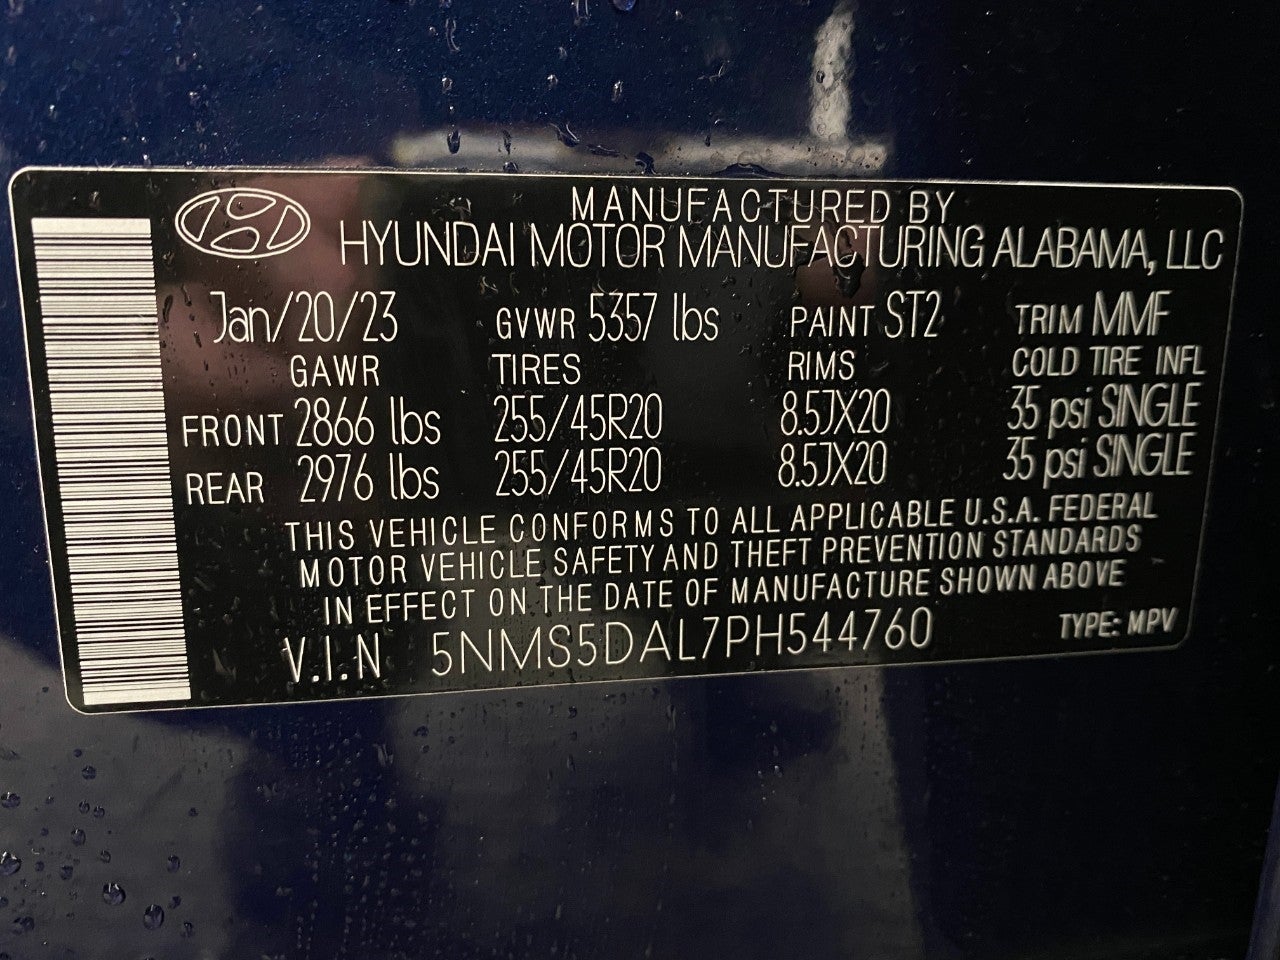 MANUFACTURED BY
HYUNDAI MOTOR MANUFACTURING ALABAMA, LLC
Jan/20/23 GVWR 5357 lbs PAINT ST2 TRIM MMF
GAWR TIRES RIMS COLD TIRE INFL
FRONT 2866 lbs 255/45R20 8.5JX20 35 psi SINGLE
REAR 2976 lbs 255/45R20 8.5JX20 35 psi SINGLE
THIS VEHICLE CONFORMS TO ALL APPLICABLE U.S.A. FEDERAL
MOTOR VEHICLE SAFETY AND THEFT PREVENTION STANDARDS
IN EFFECT ON THE DATE OF MANUFACTURE SHOWN ABOVE
V.I.N 5NMS5DAL7PH544760 TYPE: MPV